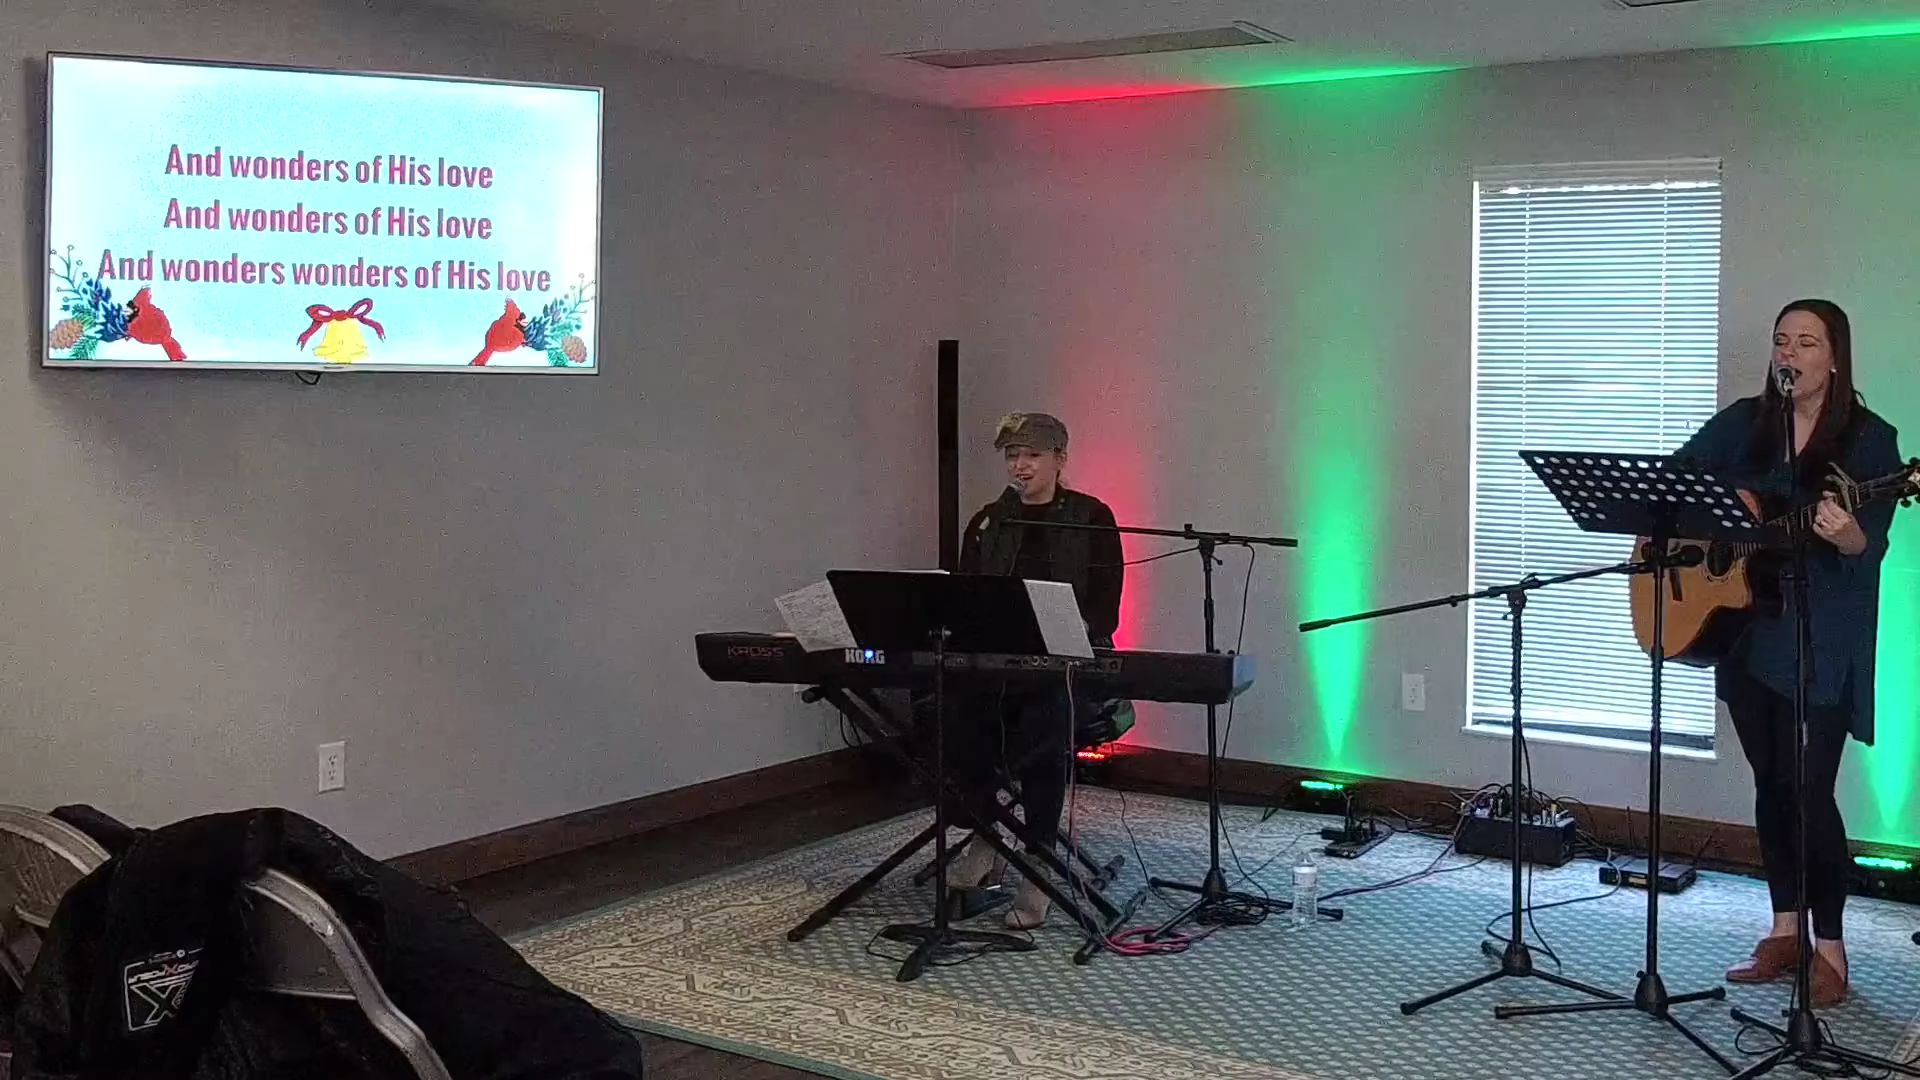 And wonders of His love
And wonders of His love
And wonders wonders of His love
KROSS
KORG